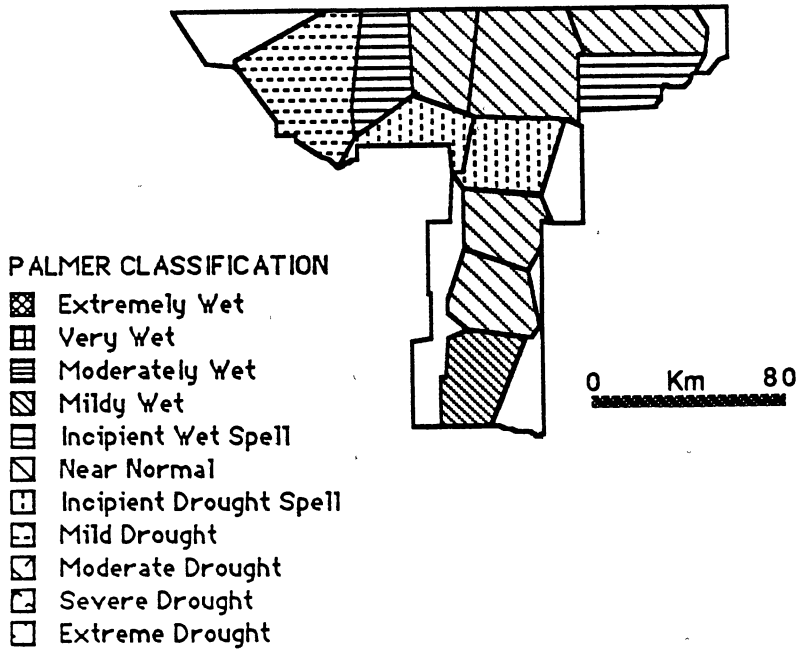 PALMER CLASSIFICATION
Extremely Wet
Very Wet
Moderately Wet
Mildy Wet
Incipient Wet Spell
Near Normal
Incipient Drought Spell
Mild Drought
Moderate Drought
Severe Drought
Extreme Drought
0 Km 80